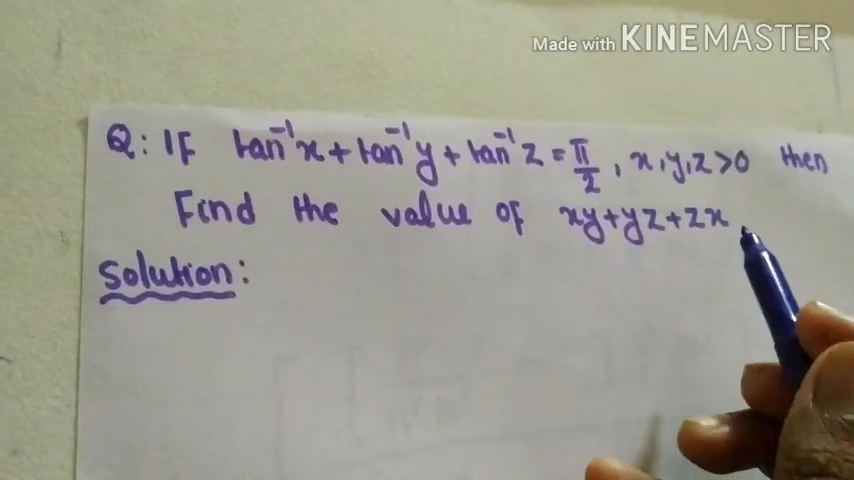 Made with KINEMASTER
Q: If tan⁻¹x + tan⁻¹y + tan⁻¹z = π/2, x,y,z>0 then
Find the value of xy+yz+zx
Solution: